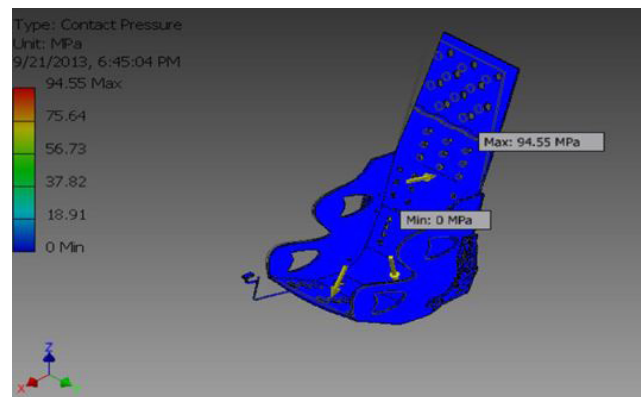 Type: Contact Pressure
Unit: MPa
9/21/2013, 6:45:04 PM
94.55 Max
75.64
56.73
37.82
18.91
0 Min
Max: 94.55 MPa
Min: 0 MPa
Z
X